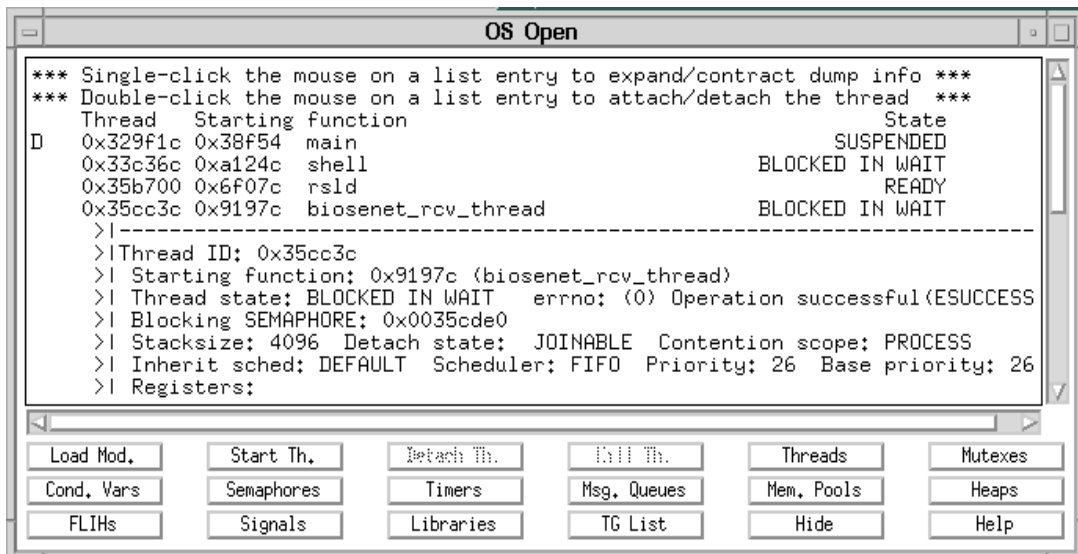 OS Open
*** Single-click the mouse on a list entry to expand/contract dump info ***
*** Double-click the mouse on a list entry to attach/detach the thread  ***
    Thread   Starting function                                        State
D   0x329f1c 0x38f54  main                                        SUSPENDED
    0x33c36c 0xa124c  shell                                 BLOCKED IN WAIT
    0x35b700 0x6f07c  rsld                                            READY
    0x35cc3c 0x9197c  biosenet_rcv_thread                   BLOCKED IN WAIT
     >|-------------------------------------------------------------------------
     >|Thread ID: 0x35cc3c
     >| Starting function: 0x9197c (biosenet_rcv_thread)
     >| Thread state: BLOCKED IN WAIT   errno: (0) Operation successful(ESUCCESS
     >| Blocking SEMAPHORE: 0x0035cde0
     >| Stacksize: 4096  Detach state:  JOINABLE  Contention scope: PROCESS
     >| Inherit sched: DEFAULT  Scheduler: FIFO  Priority: 26  Base priority: 26
     >| Registers:
Load Mod. Start Th. Detach Th. Kill Th. Threads Mutexes
Cond. Vars Semaphores Timers Msg. Queues Mem. Pools Heaps
FLIHs Signals Libraries TG List Hide Help